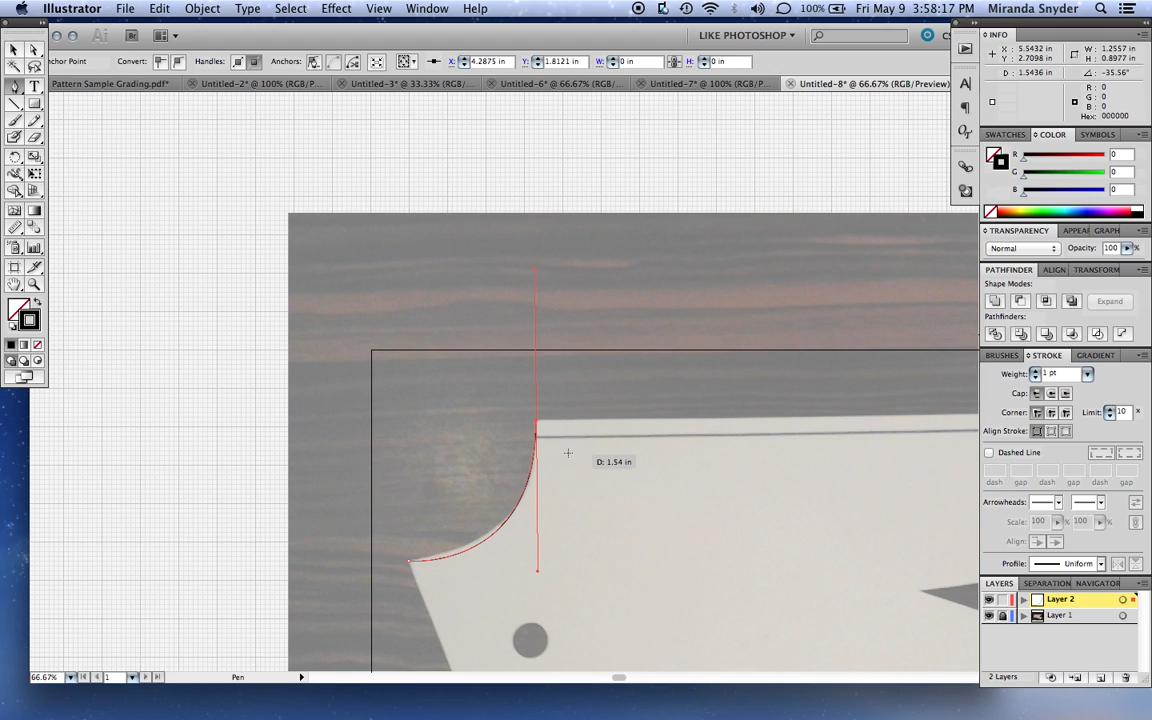 Illustrator File Edit Object Type Select Effect View Window Help 100% Fri May 9 3:58:17 PM Miranda Snyder
Ai Br LIKE PHOTOSHOP CS
chor Point Convert: Handles: Anchors: X: 4.2875 in Y: 1.8121 in W: 0 in H: 0 in
Pattern Sample Grading.pdf* Untitled-2* @ 100% (RGB/P... Untitled-3* @ 33.33% (RGB/... Untitled-6* @ 66.67% (RGB/... Untitled-7* @ 100% (RGB/P... Untitled-8* @ 66.67% (RGB/Preview)
INFO
X : 5.5432 in
Y : 2.7098 in
W : 1.2557 in
H : 0.8977 in
D : 1.5436 in
-35.56°
R : 0
G : 0
B : 0
Hex: 000000
SWATCHES COLOR SYMBOLS
R 0
G 0
B 0
TRANSPARENCY APPEAR GRAPH
Normal Opacity: 100 %
PATHFINDER ALIGN TRANSFORM
Shape Modes:
Expand
Pathfinders:
BRUSHES STROKE GRADIENT
Weight: 1 pt
Cap:
Corner: Limit: 10 x
Align Stroke:
Dashed Line
dash gap dash gap dash gap
Arrowheads:
Scale: 100 % 100 %
Align:
Profile: Uniform
LAYERS SEPARATION NAVIGATOR
Layer 2
Layer 1
2 Layers
D: 1.54 in
66.67% 1 Pen